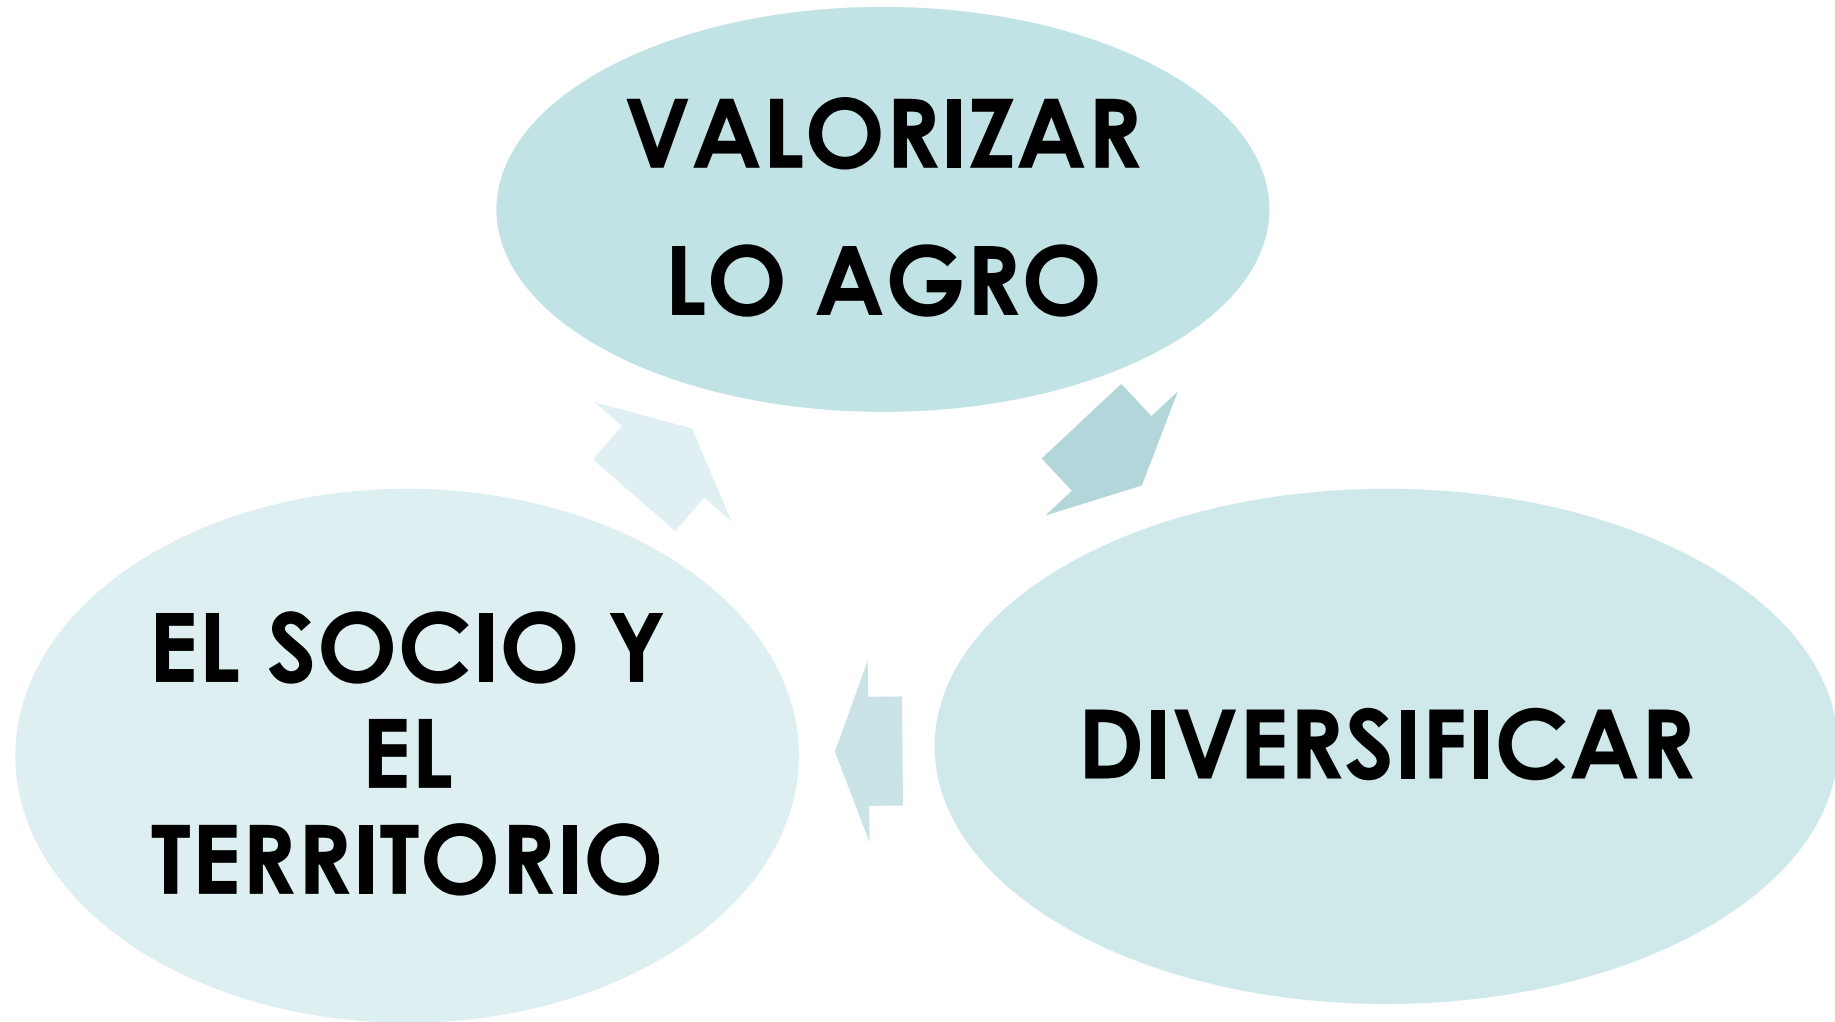 VALORIZAR
LO AGRO
EL SOCIO Y
EL
TERRITORIO
DIVERSIFICAR